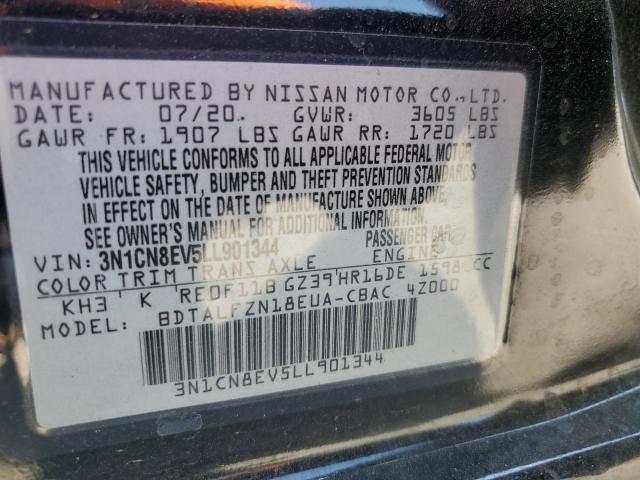 MANUFACTURED BY NISSAN MOTOR CO.,LTD.
DATE: 07/20 GVWR: 3605 LBS
GAWR FR: 1907 LBS GAWR RR: 1720 LBS
THIS VEHICLE CONFORMS TO ALL APPLICABLE FEDERAL MOTOR
VEHICLE SAFETY, BUMPER AND THEFT PREVENTION STANDARDS
IN EFFECT ON THE DATE OF MANUFACTURE SHOWN ABOVE.
SEE OWNER'S MANUAL FOR ADDITIONAL INFORMATION.
VIN: 3N1CN8EV5LL901344 PASSENGER CAR
COLOR TRIM TRANS AXLE ENGINE
KH3 K RE0F11B GZ39 HR16DE 1598 CC
MODEL: BDTALFZN18EUA-CBAC 4Z000
3N1CN8EV5LL901344